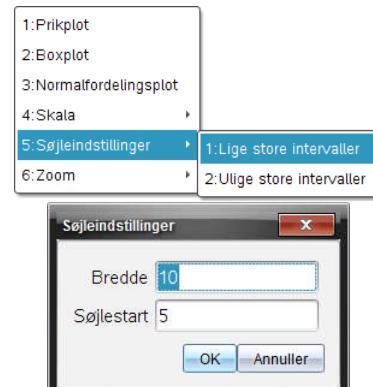 1:Prikplot
2:Boxplot
3:Normalfordelingsplot
4:Skala
5:Søjleindstillinger
1:Lige store intervaller
6:Zoom
2:Ulige store intervaller
Søjleindstillinger
Bredde 10
Søjlestart 5
OK Annuller